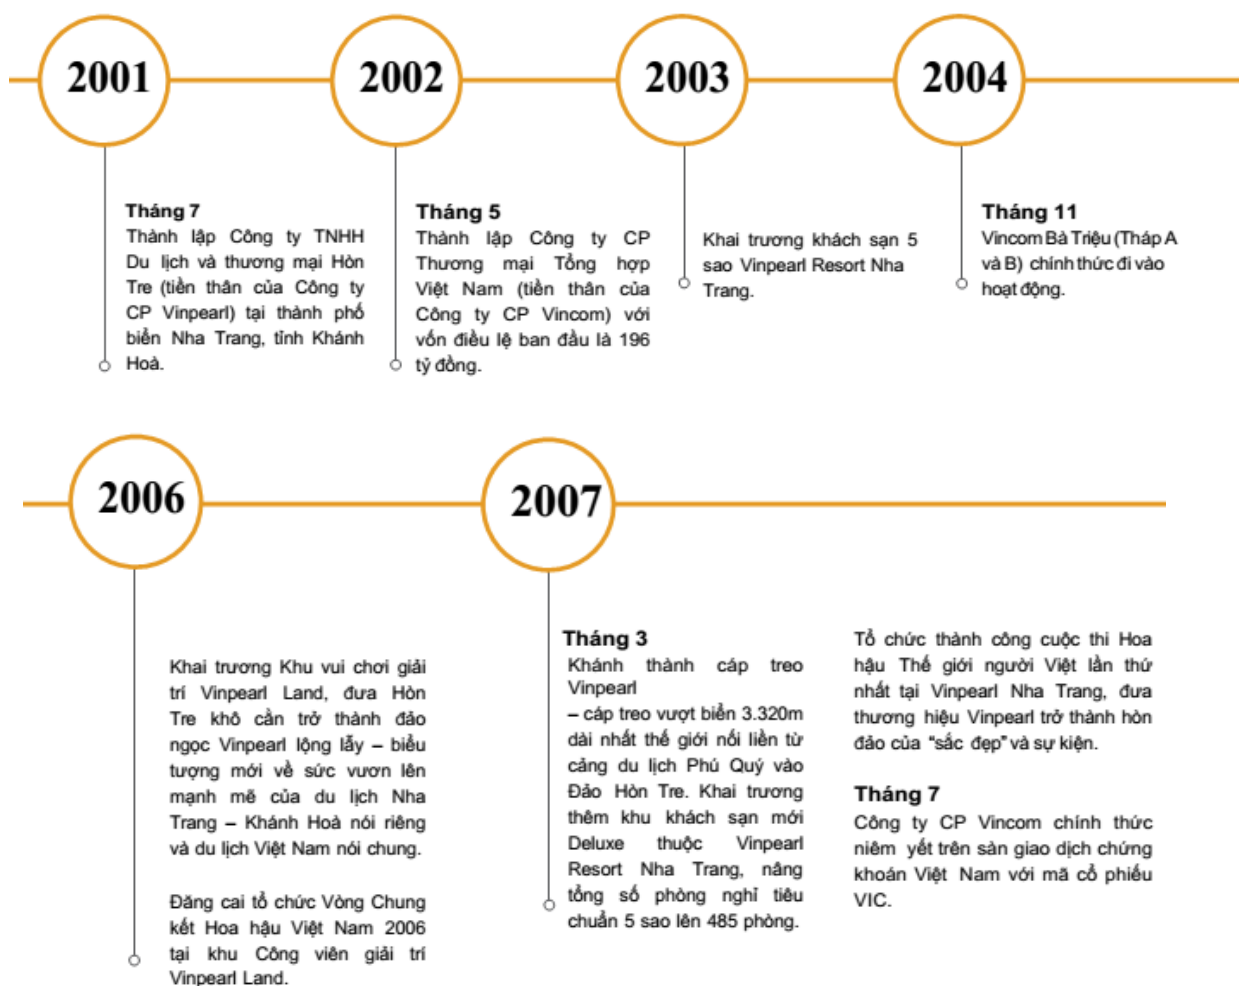 2001
2002
2003
2004
Tháng 7
Thành lập Công ty TNHH
Du lịch và thương mại Hòn
Tre (tiền thân của Công ty
CP Vinpearl) tại thành phố
biển Nha Trang, tỉnh Khánh
Hoà.
Tháng 5
Thành lập Công ty CP
Thương mại Tổng hợp
Việt Nam (tiền thân của
Công ty CP Vincom) với
vốn điều lệ ban đầu là 196
tỷ đồng.
Khai trương khách sạn 5
sao Vinpearl Resort Nha
Trang.
Tháng 11
Vincom Bà Triệu (Tháp A
và B) chính thức đi vào
hoạt động.
2006
2007
Khai trương Khu vui chơi giải
trí Vinpearl Land, đưa Hòn
Tre khô cằn trở thành đảo
ngọc Vinpearl lộng lẫy – biểu
tượng mới về sức vươn lên
mạnh mẽ của du lịch Nha
Trang – Khánh Hoà nói riêng
và du lịch Việt Nam nói chung.
Đăng cai tổ chức Vòng Chung
kết Hoa hậu Việt Nam 2006
tại khu Công viên giải trí
Vinpearl Land.
Tháng 3
Khánh thành cáp treo
Vinpearl
– cáp treo vượt biển 3.320m
dài nhất thế giới nối liền từ
cảng du lịch Phú Quý vào
Đảo Hòn Tre. Khai trương
thêm khu khách sạn mới
Deluxe thuộc Vinpearl
Resort Nha Trang, nâng
tổng số phòng nghỉ tiêu
chuẩn 5 sao lên 485 phòng.
Tổ chức thành công cuộc thi Hoa
hậu Thế giới người Việt lần thứ
nhất tại Vinpearl Nha Trang, đưa
thương hiệu Vinpearl trở thành hòn
đảo của “sắc đẹp” và sự kiện.
Tháng 7
Công ty CP Vincom chính thức
niêm yết trên sàn giao dịch chứng
khoán Việt Nam với mã cổ phiếu
VIC.